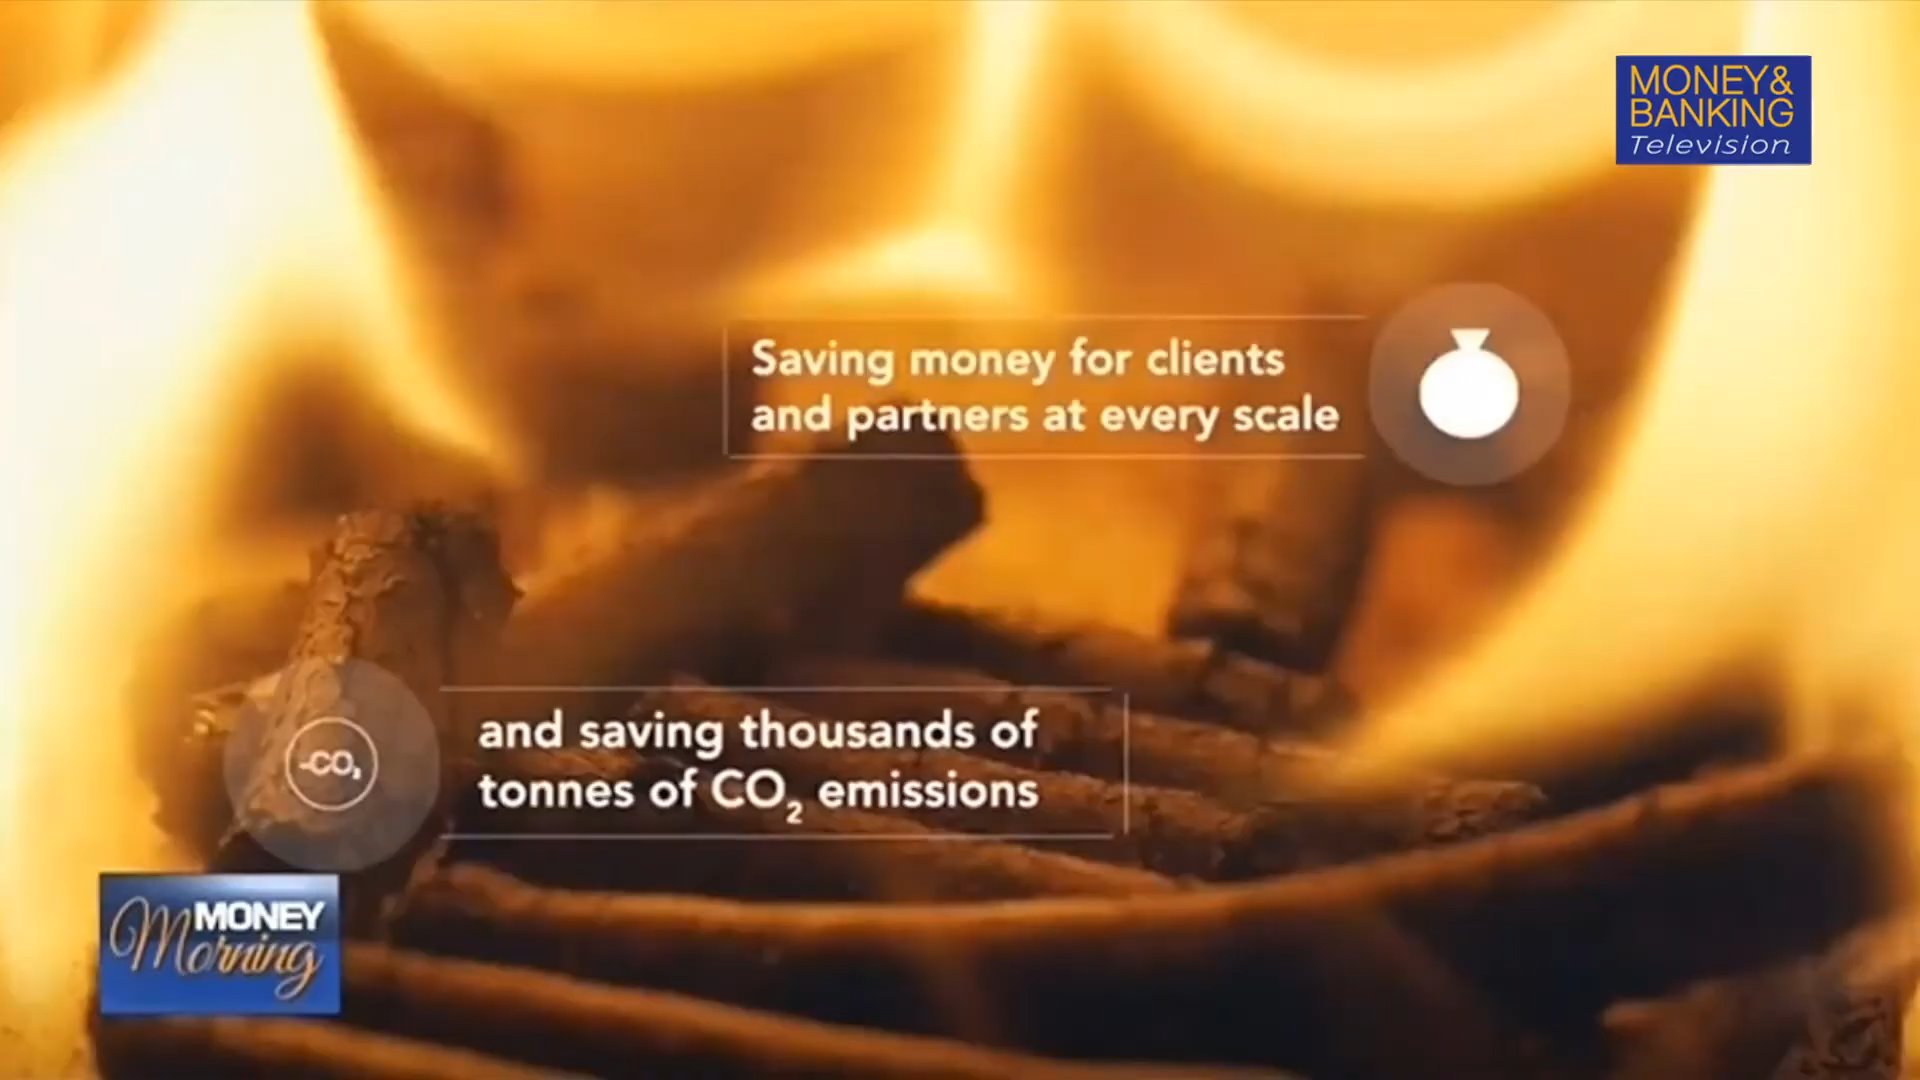 MONEY&
BANKING
Television
Saving money for clients
and partners at every scale
-CO₂
and saving thousands of
tonnes of CO₂ emissions
MONEY
Morning